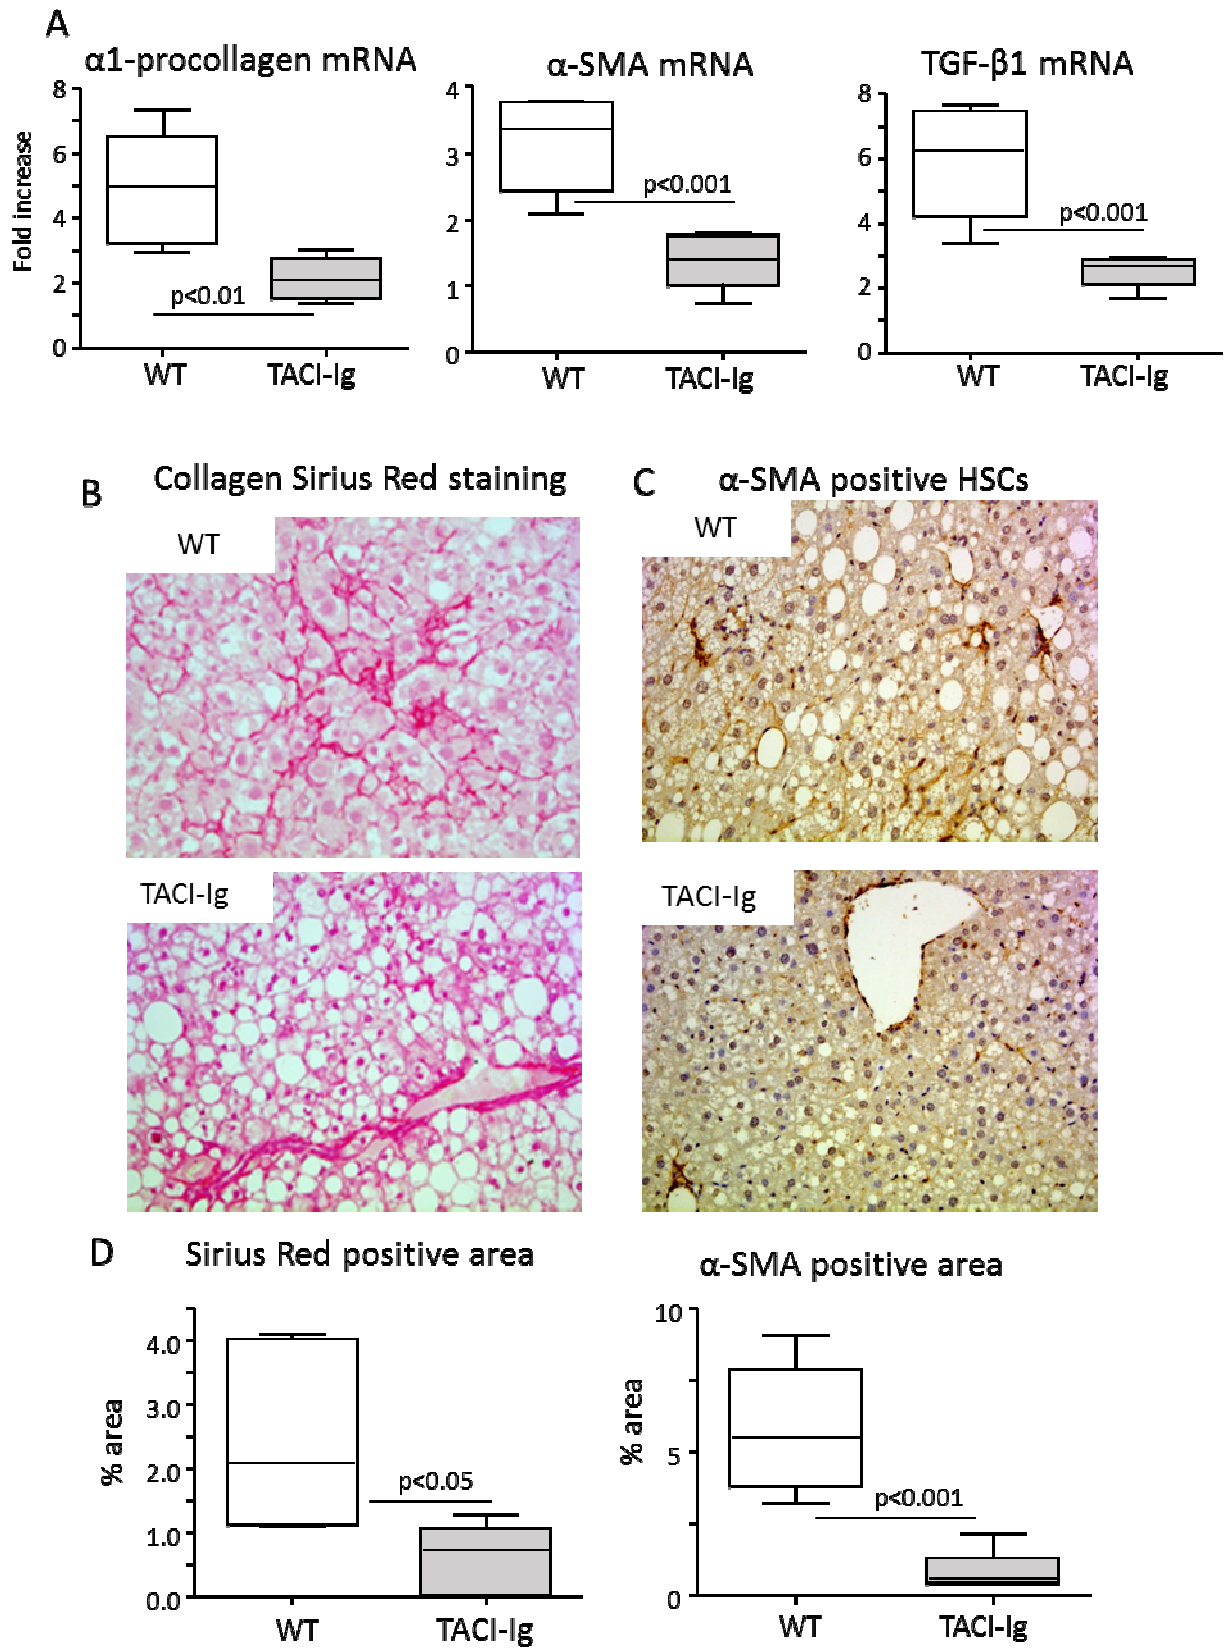 A
α1-procollagen mRNA
α-SMA mRNA
TGF-β1 mRNA
Fold increase
8
6
4
2
0
p<0.01
WT
TACI-Ig
4
3
2
1
0
p<0.001
WT
TACI-Ig
8
6
4
2
0
p<0.001
WT
TACI-Ig
B
Collagen Sirius Red staining
WT
TACI-Ig
C
α-SMA positive HSCs
WT
TACI-Ig
D
Sirius Red positive area
% area
4.0
3.0
2.0
1.0
0.0
p<0.05
WT
TACI-Ig
α-SMA positive area
% area
10
5
0
p<0.001
WT
TACI-Ig